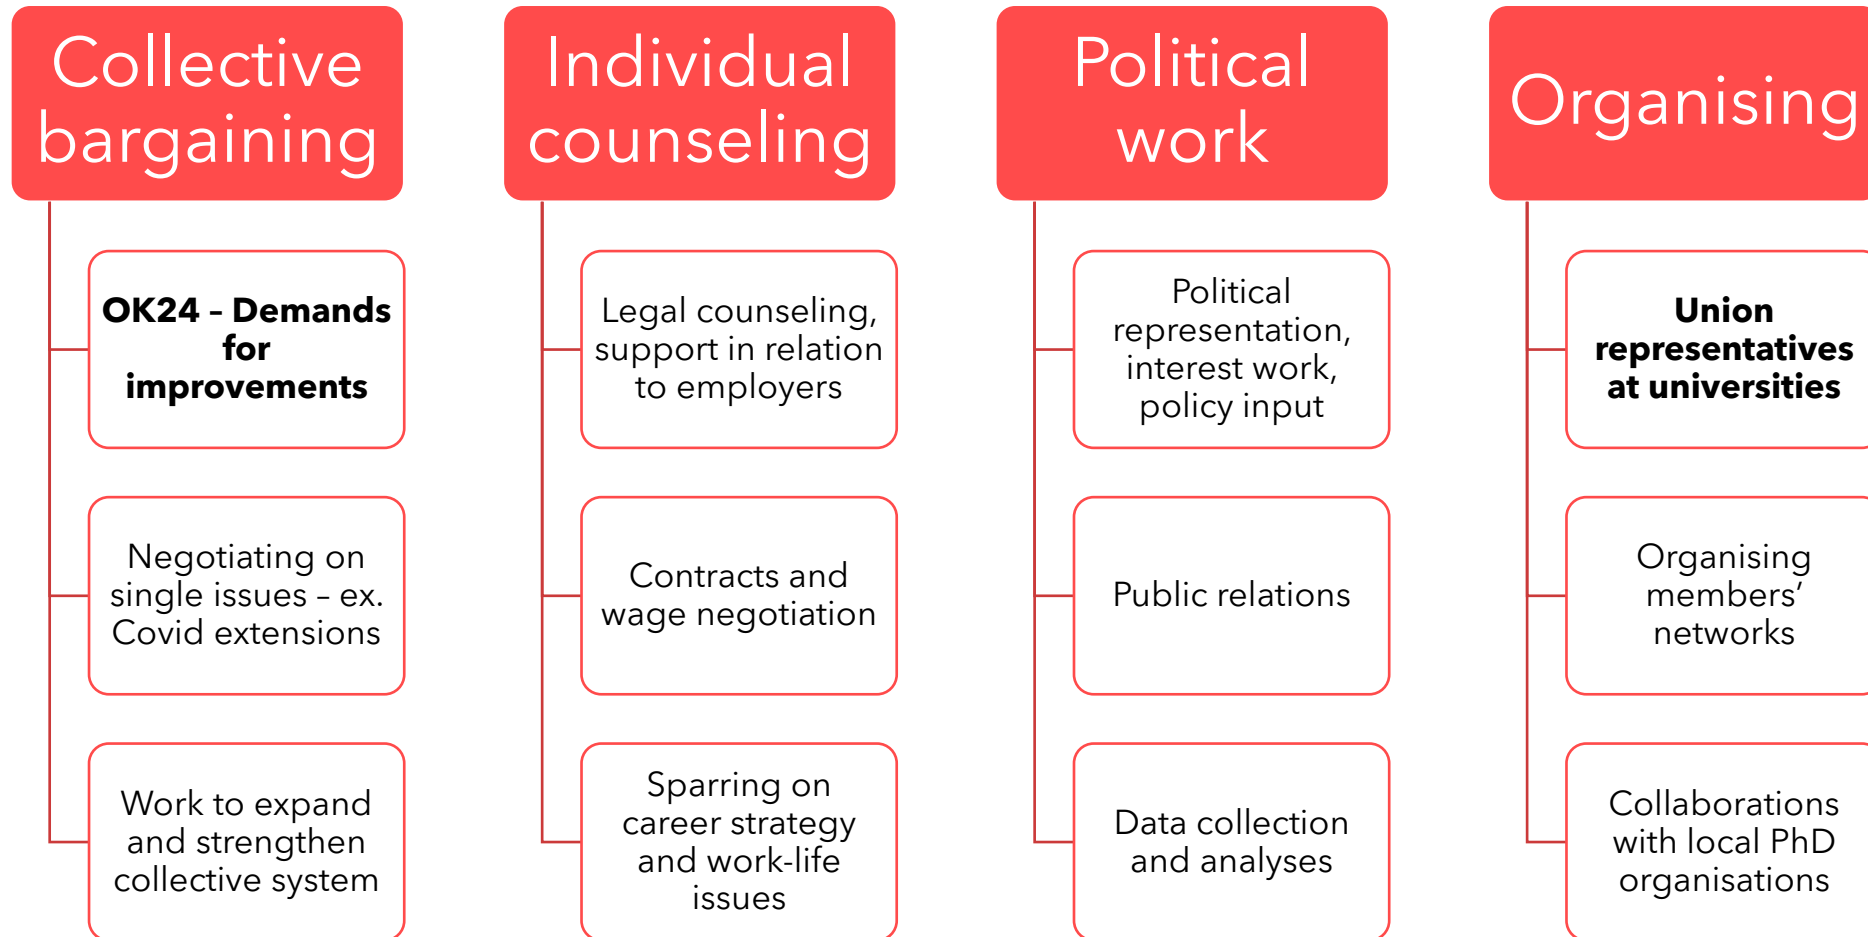 Collective
bargaining
OK24 – Demands
for
improvements
Negotiating on
single issues – ex.
Covid extensions
Work to expand
and strengthen
collective system
Individual
counseling
Legal counseling,
support in relation
to employers
Contracts and
wage negotiation
Sparring on
career strategy
and work-life
issues
Political
work
Political
representation,
interest work,
policy input
Public relations
Data collection
and analyses
Organising
Union
representatives
at universities
Organising
members’
networks
Collaborations
with local PhD
organisations